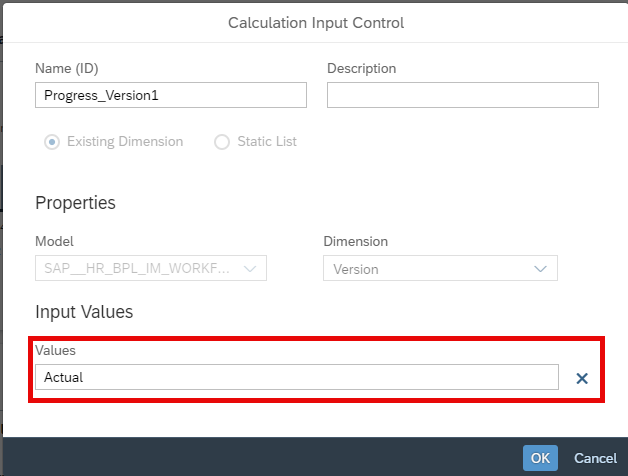 Calculation Input Control
Name (ID)
Description
Progress_Version1
Existing Dimension
Static List
Properties
Model
Dimension
SAP__HR_BPL_IM_WORKF...
Version
Input Values
Values
Actual
OK
Cancel